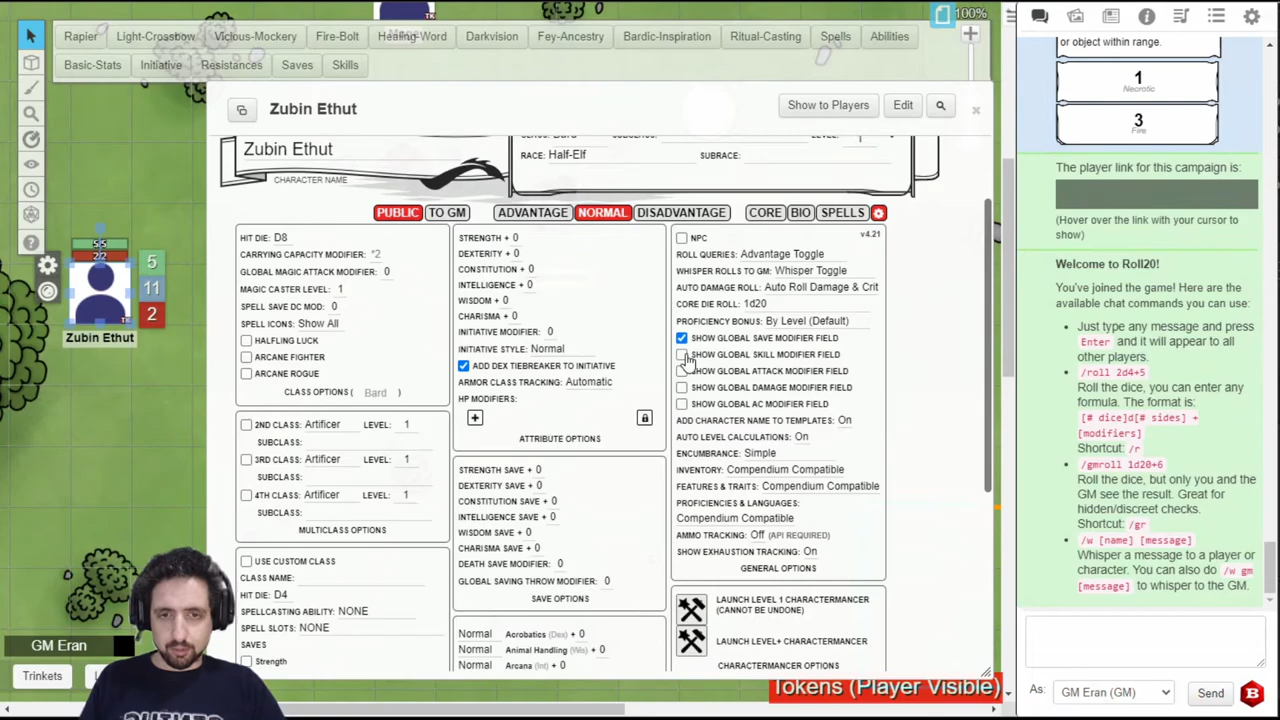 TK
100%
Rapier Light-Crossbow Vicious-Mockery Fire-Bolt Healing-Word Darkvision Fey-Ancestry Bardic-Inspiration Ritual-Casting Spells Abilities
Basic-Stats Initiative Resistances Saves Skills
Zubin Ethut
Show to Players
Edit
Zubin Ethut
CHARACTER NAME
RACE: Half-Elf
SUBRACE:
PUBLIC TO GM ADVANTAGE NORMAL DISADVANTAGE CORE BIO SPELLS
HIT DIE: D8
CARRYING CAPACITY MODIFIER: *2
GLOBAL MAGIC ATTACK MODIFIER: 0
MAGIC CASTER LEVEL: 1
SPELL SAVE DC MOD: 0
SPELL ICONS: Show All
HALFLING LUCK
ARCANE FIGHTER
ARCANE ROGUE
CLASS OPTIONS ( Bard )
2ND CLASS: Artificer LEVEL: 1
SUBCLASS:
3RD CLASS: Artificer LEVEL: 1
SUBCLASS:
4TH CLASS: Artificer LEVEL: 1
SUBCLASS:
MULTICLASS OPTIONS
USE CUSTOM CLASS
CLASS NAME:
HIT DIE: D4
SPELLCASTING ABILITY: NONE
SPELL SLOTS: NONE
SAVES
Strength
STRENGTH + 0
DEXTERITY + 0
CONSTITUTION + 0
INTELLIGENCE + 0
WISDOM + 0
CHARISMA + 0
INITIATIVE MODIFIER: 0
INITIATIVE STYLE: Normal
ADD DEX TIEBREAKER TO INITIATIVE
ARMOR CLASS TRACKING: Automatic
HP MODIFIERS:
ATTRIBUTE OPTIONS
STRENGTH SAVE + 0
DEXTERITY SAVE + 0
CONSTITUTION SAVE + 0
INTELLIGENCE SAVE + 0
WISDOM SAVE + 0
CHARISMA SAVE + 0
DEATH SAVE MODIFIER: 0
GLOBAL SAVING THROW MODIFIER: 0
SAVE OPTIONS
Normal Acrobatics (Dex) + 0
Normal Animal Handling (Wis) + 0
Normal Arcana (Int) + 0
NPC v4.21
ROLL QUERIES: Advantage Toggle
WHISPER ROLLS TO GM: Whisper Toggle
AUTO DAMAGE ROLL: Auto Roll Damage & Crit
CORE DIE ROLL: 1d20
PROFICIENCY BONUS: By Level (Default)
SHOW GLOBAL SAVE MODIFIER FIELD
SHOW GLOBAL SKILL MODIFIER FIELD
SHOW GLOBAL ATTACK MODIFIER FIELD
SHOW GLOBAL DAMAGE MODIFIER FIELD
SHOW GLOBAL AC MODIFIER FIELD
ADD CHARACTER NAME TO TEMPLATES: On
AUTO LEVEL CALCULATIONS: On
ENCUMBRANCE: Simple
INVENTORY: Compendium Compatible
FEATURES & TRAITS: Compendium Compatible
PROFICIENCIES & LANGUAGES:
Compendium Compatible
AMMO TRACKING: Off (API REQUIRED)
SHOW EXHAUSTION TRACKING: On
GENERAL OPTIONS
LAUNCH LEVEL 1 CHARACTERMANCER
(CANNOT BE UNDONE)
LAUNCH LEVEL+ CHARACTERMANCER
CHARACTERMANCER OPTIONS
5
11
2
TK
Zubin Ethut
GM Eran
Trinkets
Tokens (Player Visible)
or object within range.
1
Necrotic
3
Fire
The player link for this campaign is:
(Hover over the link with your cursor to
show)
Welcome to Roll20!
You've joined the game! Here are the
available chat commands you can use:
Just type any message and press
Enter and it will appear to
all other players.
/roll 2d4+5
Roll the dice, you can enter any
formula. The format is:
[# dice]d[# sides] +
[modifiers]
Shortcut: /r
/gmroll 1d20+6
Roll the dice, but only you and the
GM see the result. Great for
hidden/discreet checks.
Shortcut: /gr
/w [name] [message]
Whisper a message to a player or
character. You can also do /w gm
[message] to whisper to the GM.
As: GM Eran (GM) Send